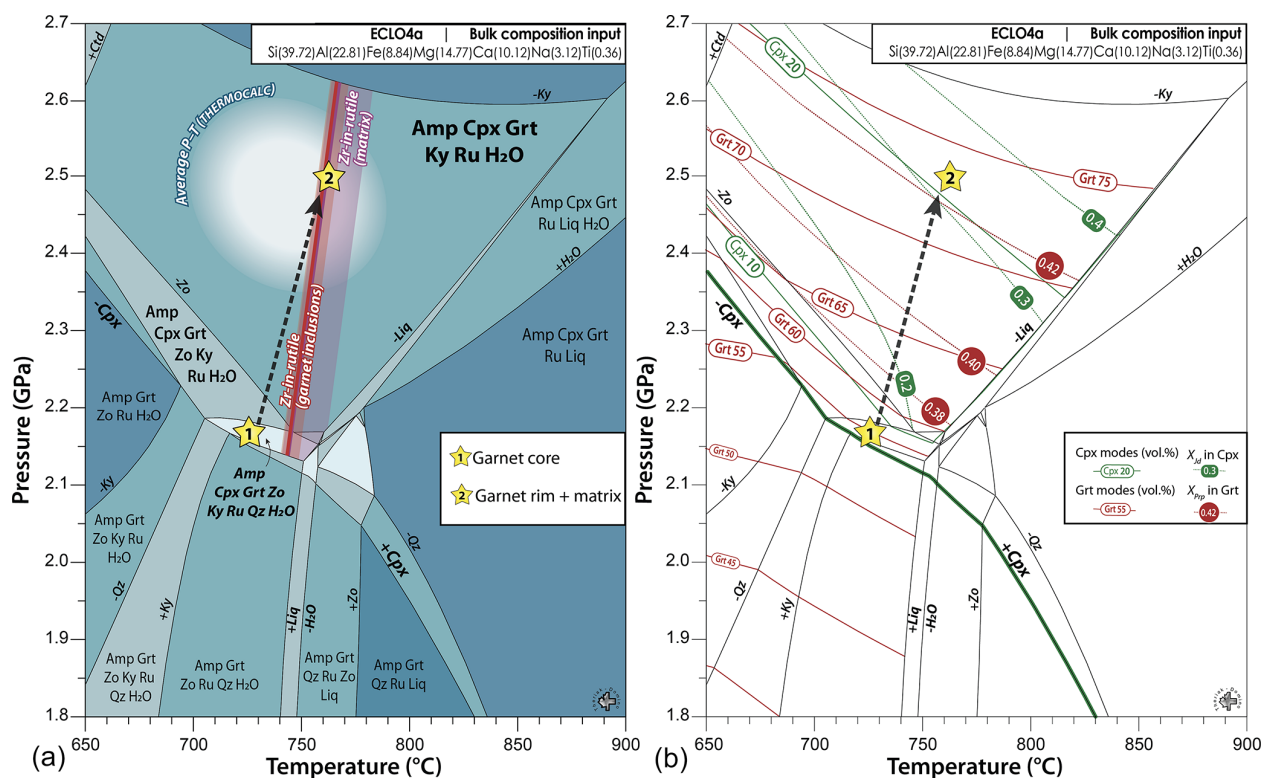 ECLO4a | Bulk composition input
Si(39.72)Al(22.81)Fe(8.84)Mg(14.77)Ca(10.12)Na(3.12)Ti(0.36)
+Ctd
-Ky
Average P–T (THERMOCALC)
Zr-in-rutile
(matrix)
Amp Cpx Grt
Ky Ru H₂O
2
Amp Cpx Grt
Ru Liq H₂O
+H₂O
-Zo
-Cpx
Amp
Cpx Grt
Zo Ky
Ru H₂O
Zr-in-rutile
(garnet inclusions)
-Liq
Amp Cpx Grt
Ru Liq
Amp Grt
Zo Ru H₂O
1
-Ky
Amp
Cpx Grt Zo
Ky Ru Qz H₂O
1 Garnet core
2 Garnet rim + matrix
Amp Grt
Zo Ky Ru
H₂O
-Qz
+Ky
+Liq
-H₂O
+Zo
+Cpx
-Qz
Amp Grt
Zo Ky Ru
Qz H₂O
Amp Grt
Zo Ru Qz H₂O
Amp Grt
Qz Ru Zo
Liq
Amp Grt
Qz Ru Liq
2.7
2.6
2.5
2.4
2.3
2.2
2.1
2.0
1.9
1.8
Pressure (GPa)
650 700 750 800 850 900
Temperature (°C)
(a)
ECLO4a | Bulk composition input
Si(39.72)Al(22.81)Fe(8.84)Mg(14.77)Ca(10.12)Na(3.12)Ti(0.36)
+Ctd
Cpx 20
-Ky
Grt 70
Grt 75
2
-Zo
0.4
Cpx 10
0.42
+H₂O
0.3
-Cpx
Grt 65
Grt 60
-Liq
Grt 55
0.40
0.2
0.38
1
Grt 50
-Ky
Cpx modes (vol.%)
Cpx 20
XJd in Cpx
0.3
Grt modes (vol.%)
Grt 55
XPrp in Grt
0.42
Grt 45
-Qz
+Ky
+Liq
-H₂O
+Zo
+Cpx
-Qz
2.7
2.6
2.5
2.4
2.3
2.2
2.1
2.0
1.9
1.8
Pressure (GPa)
650 700 750 800 850 900
Temperature (°C)
(b)